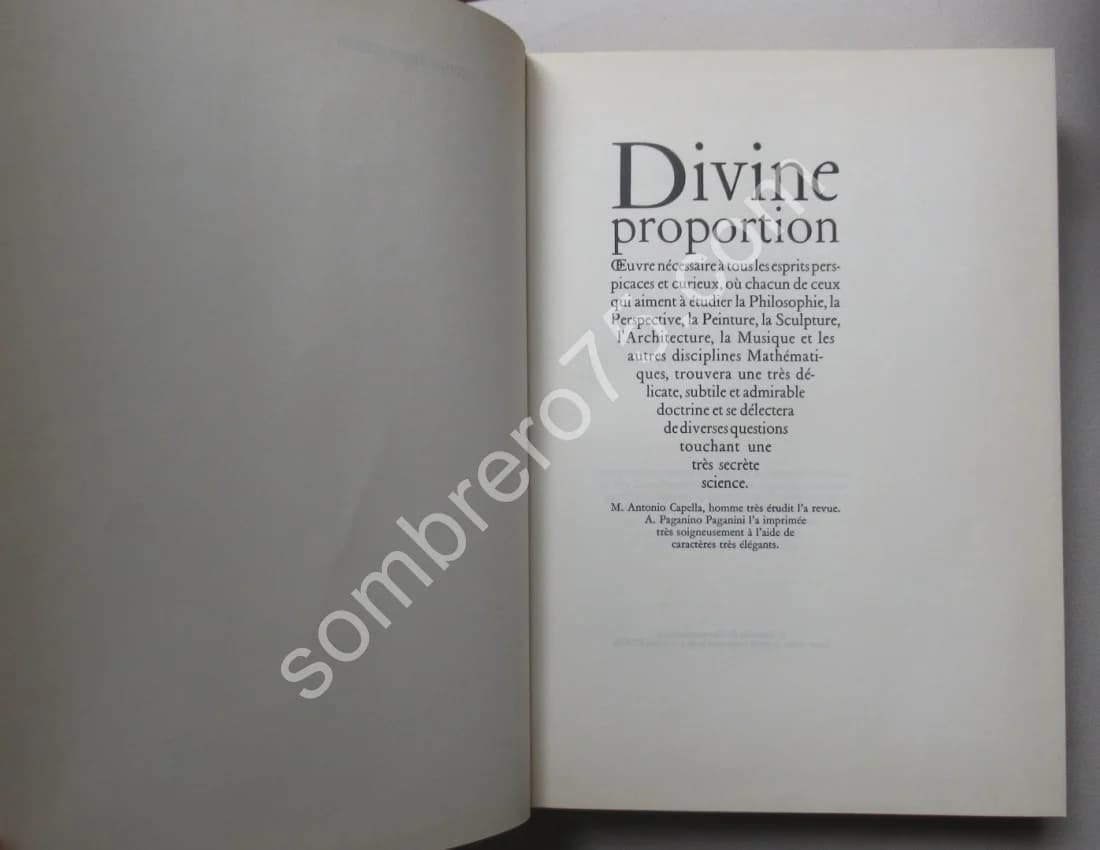 Divine
proportion
Œuvre nécessaire à tous les esprits pers-
picaces et curieux, où chacun de ceux
qui aiment à étudier la Philosophie, la
Perspective, la Peinture, la Sculpture,
l'Architecture, la Musique et les
autres disciplines Mathémati-
ques, trouvera une très dé-
licate, subtile et admirable
doctrine et se délectera
de diverses questions
touchant une
très secrète
science.
M. Antonio Capella, homme très érudit l'a revue.
A. Paganino Paganini l'a imprimée
très soigneusement à l'aide de
caractères très élégants.
sombrero75.com